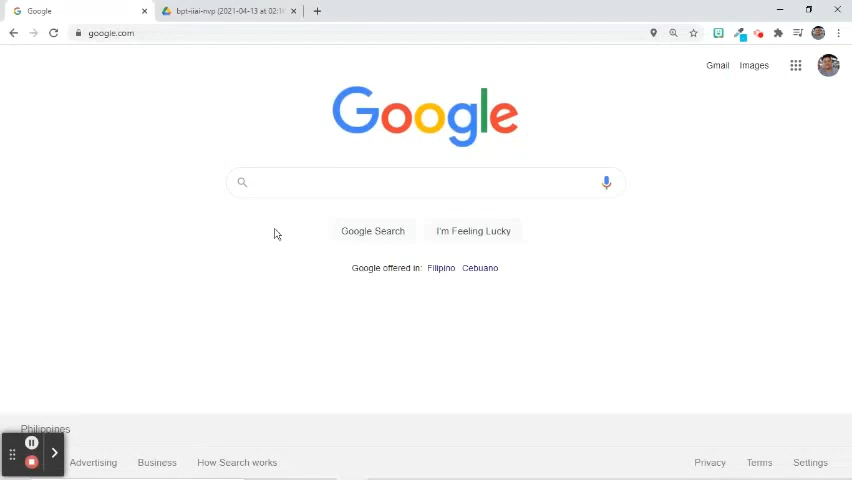 Google
bpt-iiai-nvp (2021-04-13 at 02:1
google.com
Gmail Images
Google
Google Search I'm Feeling Lucky
Google offered in: Filipino Cebuano
Philippines
Advertising Business How Search works Privacy Terms Settings